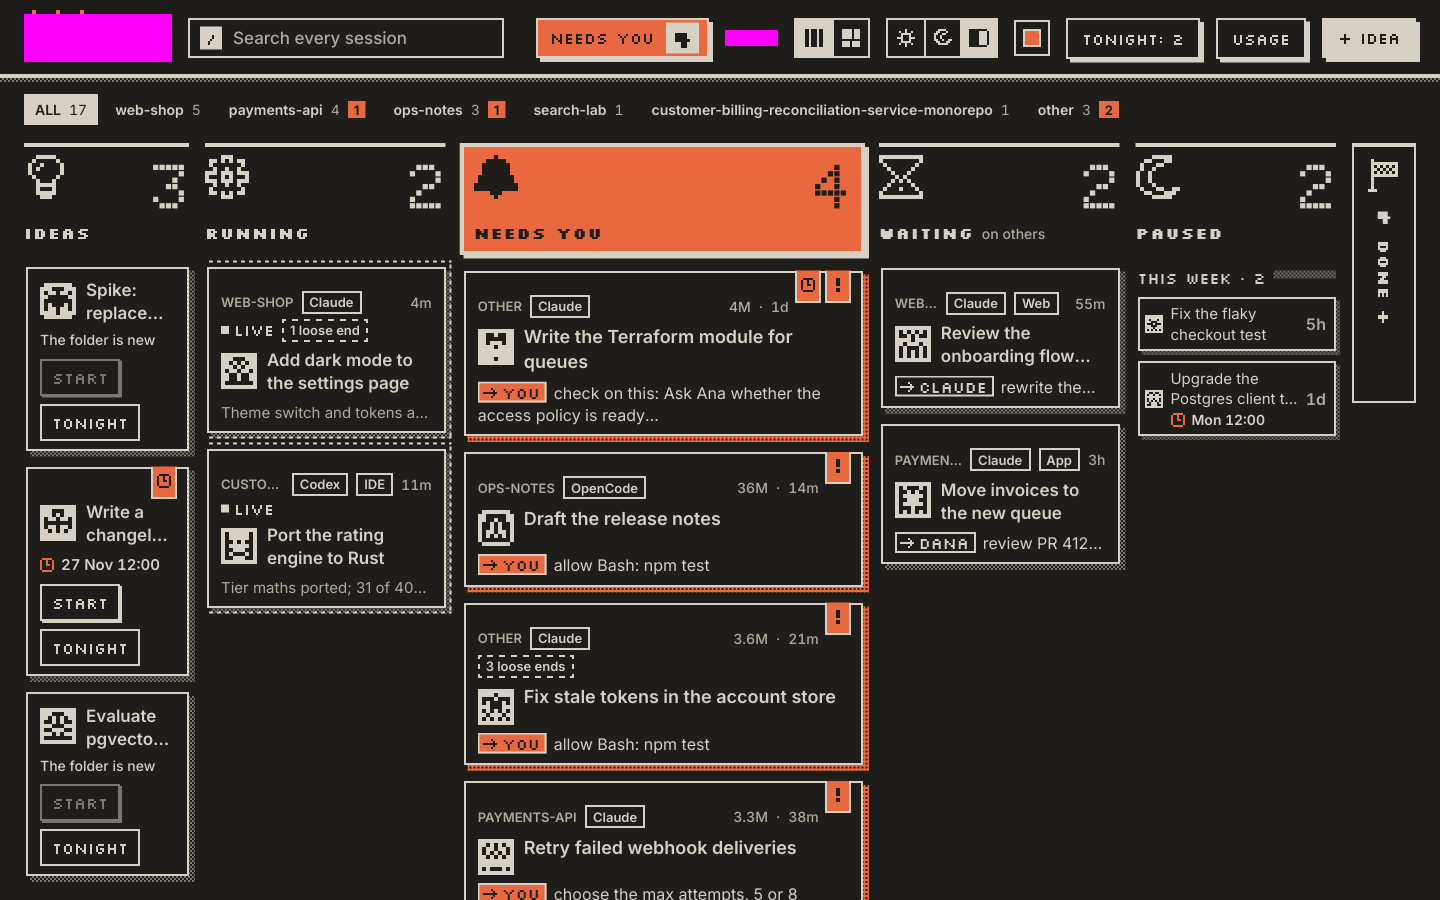 / Search every session
NEEDS YOU 4
TONIGHT: 2
USAGE
+ IDEA
ALL 17
web-shop 5
payments-api 4 1
ops-notes 3 1
search-lab 1
customer-billing-reconciliation-service-monorepo 1
other 3 2
3
IDEAS
Spike:
replace...
The folder is new
START
TONIGHT
Write a
changel...
27 Nov 12:00
START
TONIGHT
Evaluate
pgvecto...
The folder is new
START
TONIGHT
2
RUNNING
WEB-SHOP Claude 4m
LIVE 1 loose end
Add dark mode to
the settings page
Theme switch and tokens a...
CUSTO... Codex IDE 11m
LIVE
Port the rating
engine to Rust
Tier maths ported; 31 of 40...
4
NEEDS YOU
OTHER Claude 4M · 1d !
Write the Terraform module for
queues
→ YOU check on this: Ask Ana whether the
access policy is ready...
OPS-NOTES OpenCode 36M · 14m !
Draft the release notes
→ YOU allow Bash: npm test
OTHER Claude 3.6M · 21m !
3 loose ends
Fix stale tokens in the account store
→ YOU allow Bash: npm test
PAYMENTS-API Claude 3.3M · 38m !
Retry failed webhook deliveries
→ YOU choose the max attempts, 5 or 8
2
WAITING on others
WEB... Claude Web 55m
Review the
onboarding flow...
→ CLAUDE rewrite the...
PAYMEN... Claude App 3h
Move invoices to
the new queue
→ DANA review PR 412...
2
PAUSED
THIS WEEK · 2
Fix the flaky
checkout test 5h
Upgrade the
Postgres client t... 1d
Mon 12:00
4 DONE +